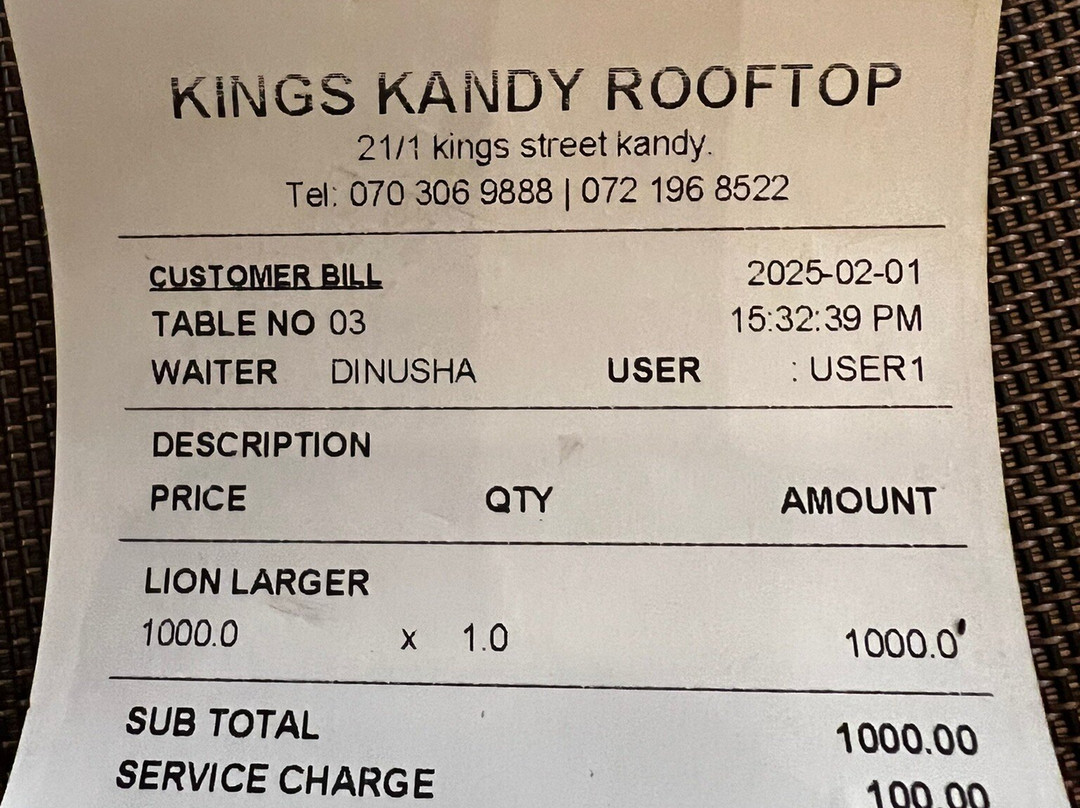 KINGS KANDY ROOFTOP
21/1 kings street kandy.
Tel: 070 306 9888 | 072 196 8522
CUSTOMER BILL 2025-02-01
TABLE NO 03 15:32:39 PM
WAITER DINUSHA USER : USER1
DESCRIPTION
PRICE QTY AMOUNT
LION LARGER
1000.0 x 1.0 1000.0
SUB TOTAL 1000.00
SERVICE CHARGE 100.00